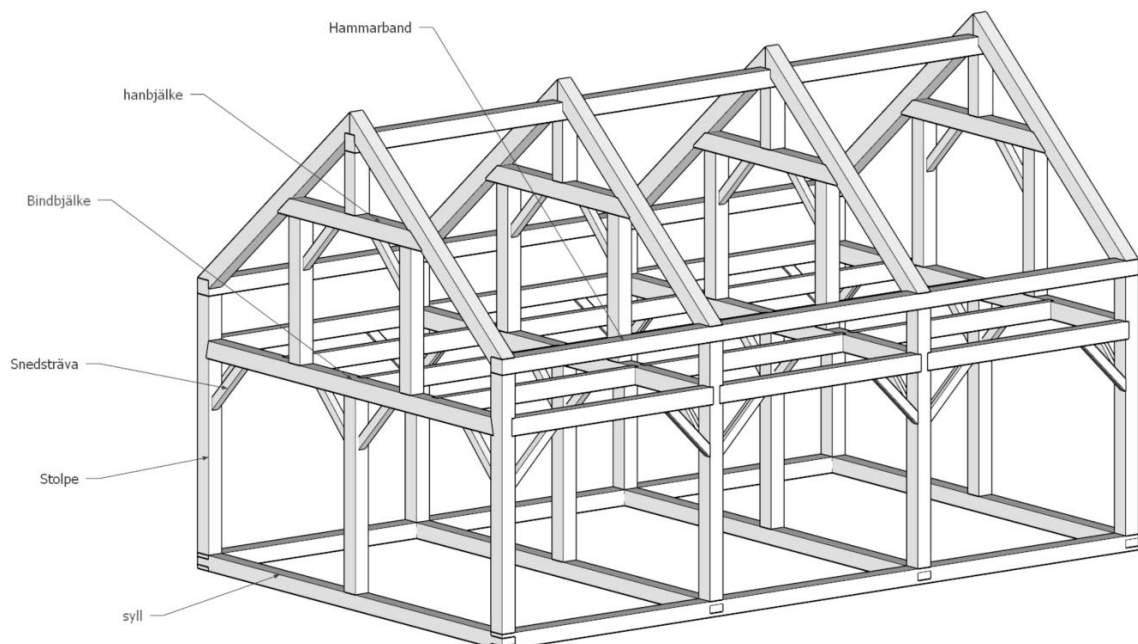 Hammarband
hanbjälke
Bindbjälke
Snedsträva
Stolpe
syll